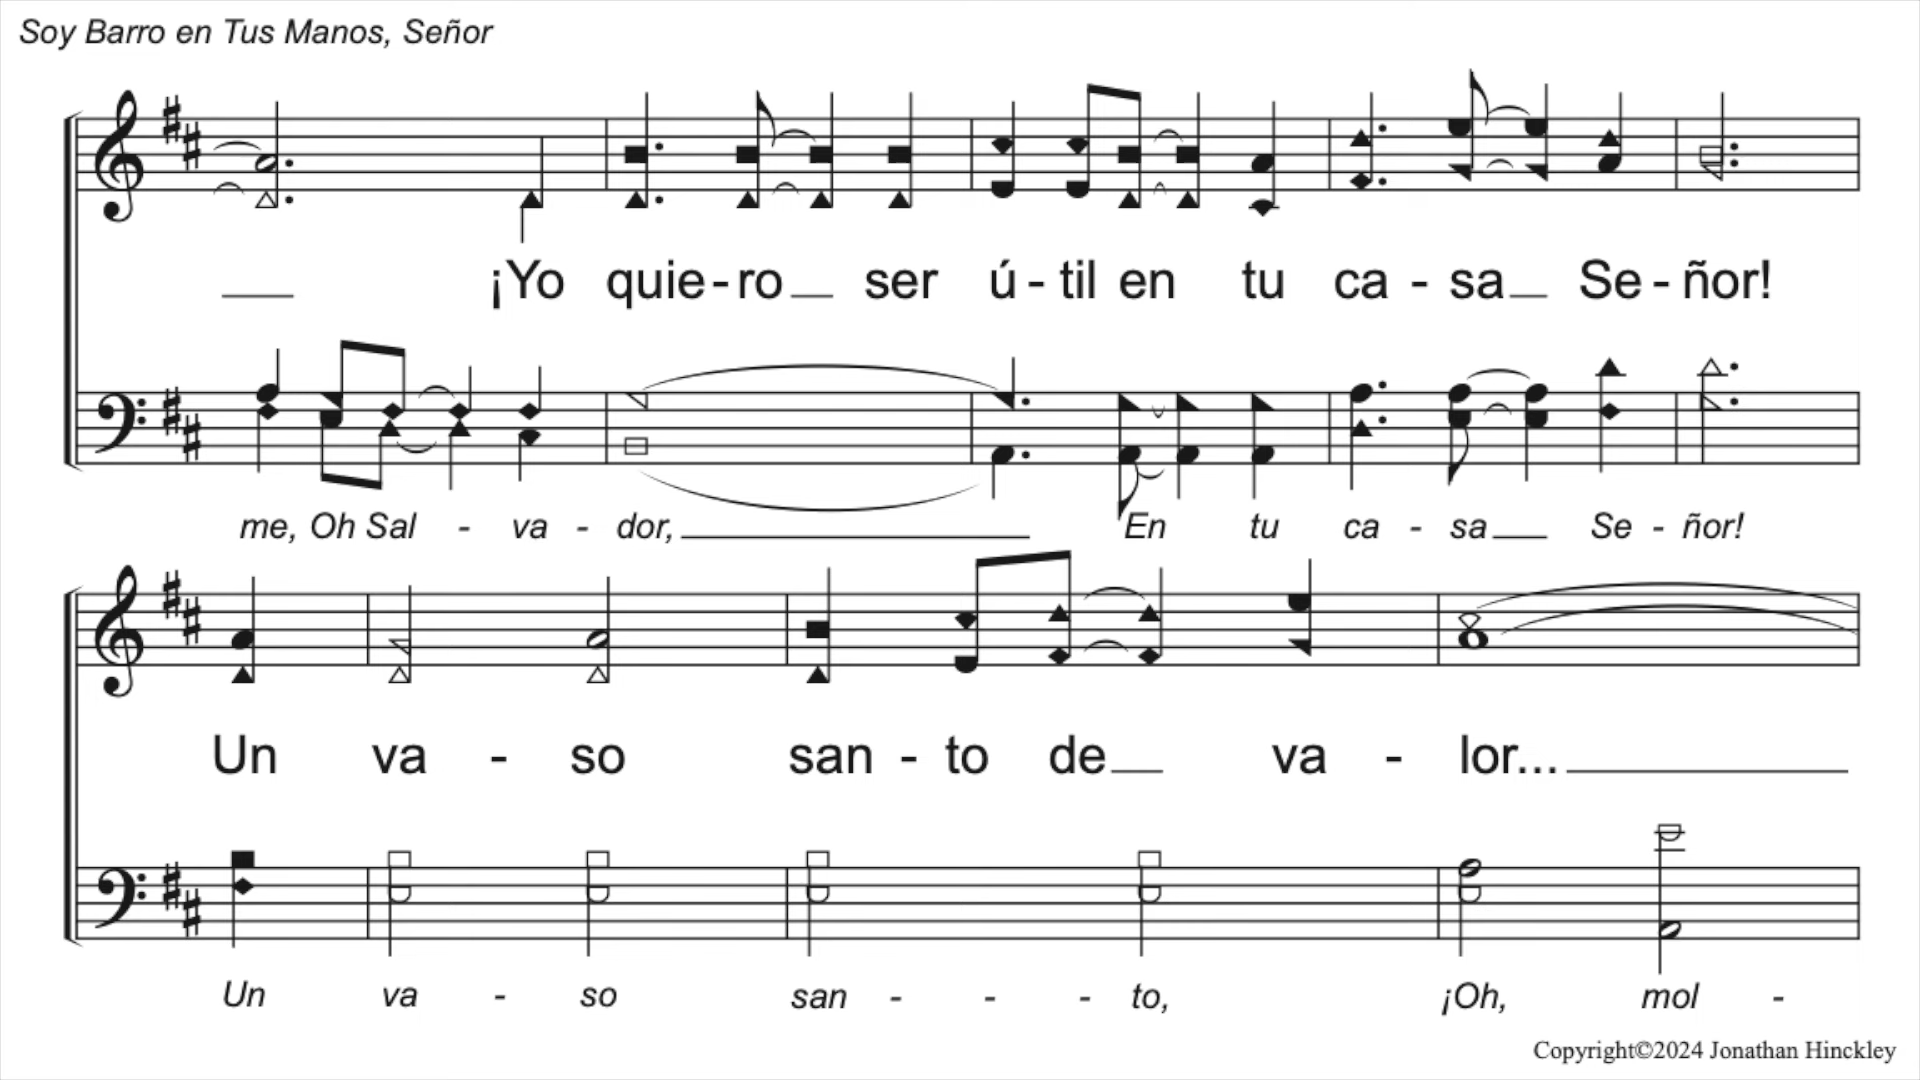 Soy Barro en Tus Manos, Señor
¡Yo quie-ro ser ú-til en tu ca-sa Se-ñor!
me, Oh Sal - va - dor, En tu ca-sa Se-ñor!
Un va - so san-to de va - lor...
Un va - so san - - - to, ¡Oh, mol -
Copyright©2024 Jonathan Hinckley